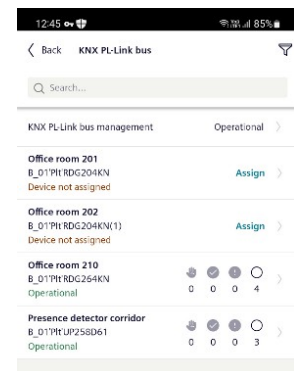 12:45
85%
Back KNX PL-Link bus
Search...
KNX PL-Link bus management Operational
Office room 201
B_01'Plt'RDG204KN Assign
Device not assigned
Office room 202
B_01'Plt'RDG204KN(1) Assign
Device not assigned
Office room 210
B_01'Plt'RDG264KN
Operational
0 0 0 4
Presence detector corridor
B_01'Plt'UP258D61
Operational
0 0 0 3